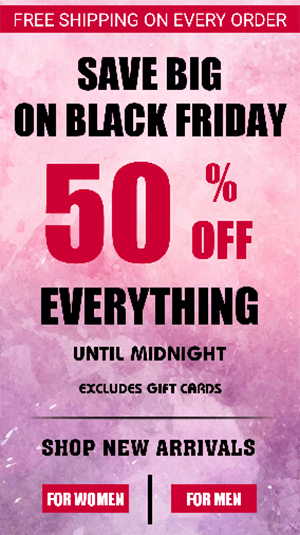 FREE SHIPPING ON EVERY ORDER
SAVE BIG
ON BLACK FRIDAY
50 % OFF
EVERYTHING
UNTIL MIDNIGHT
EXCLUDES GIFT CARDS
SHOP NEW ARRIVALS
FOR WOMEN
FOR MEN